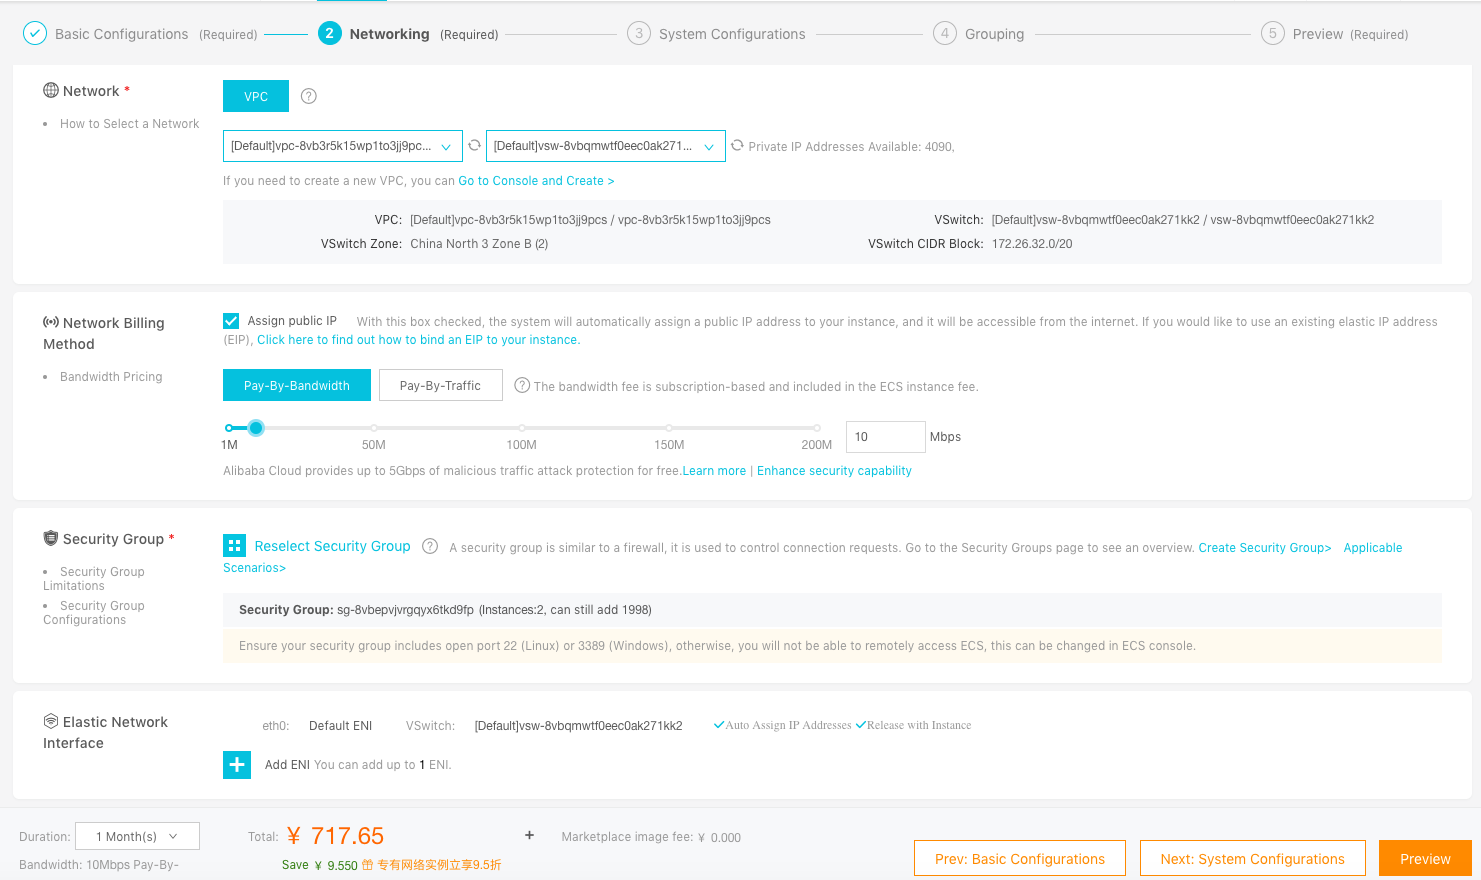 Basic Configurations (Required)
2 Networking (Required)
3 System Configurations
4 Grouping
5 Preview (Required)
Network *
How to Select a Network
VPC ?
[Default]vpc-8vb3r5k15wp1to3jj9pc... [Default]vsw-8vbqmwtf0eec0ak271... Private IP Addresses Available: 4090,
If you need to create a new VPC, you can Go to Console and Create >
VPC: [Default]vpc-8vb3r5k15wp1to3jj9pcs / vpc-8vb3r5k15wp1to3jj9pcs VSwitch: [Default]vsw-8vbqmwtf0eec0ak271kk2 / vsw-8vbqmwtf0eec0ak271kk2
VSwitch Zone: China North 3 Zone B (2) VSwitch CIDR Block: 172.26.32.0/20
Network Billing
Method
Bandwidth Pricing
Assign public IP With this box checked, the system will automatically assign a public IP address to your instance, and it will be accessible from the internet. If you would like to use an existing elastic IP address
(EIP), Click here to find out how to bind an EIP to your instance.
Pay-By-Bandwidth Pay-By-Traffic ? The bandwidth fee is subscription-based and included in the ECS instance fee.
1M 50M 100M 150M 200M 10 Mbps
Alibaba Cloud provides up to 5Gbps of malicious traffic attack protection for free.Learn more | Enhance security capability
Security Group *
Security Group
Limitations
Security Group
Configurations
Reselect Security Group ? A security group is similar to a firewall, it is used to control connection requests. Go to the Security Groups page to see an overview. Create Security Group> Applicable
Scenarios>
Security Group: sg-8vbepvjvrgqyx6tkd9fp (Instances:2, can still add 1998)
Ensure your security group includes open port 22 (Linux) or 3389 (Windows), otherwise, you will not be able to remotely access ECS, this can be changed in ECS console.
Elastic Network
Interface
eth0: Default ENI VSwitch: [Default]vsw-8vbqmwtf0eec0ak271kk2 Auto Assign IP Addresses Release with Instance
Add ENI You can add up to 1 ENI.
Duration: 1 Month(s) Total: ¥ 717.65 + Marketplace image fee: ¥ 0.000
Bandwidth: 10Mbps Pay-By- Save ¥ 9.550 专有网络实例立享9.5折
Prev: Basic Configurations Next: System Configurations Preview